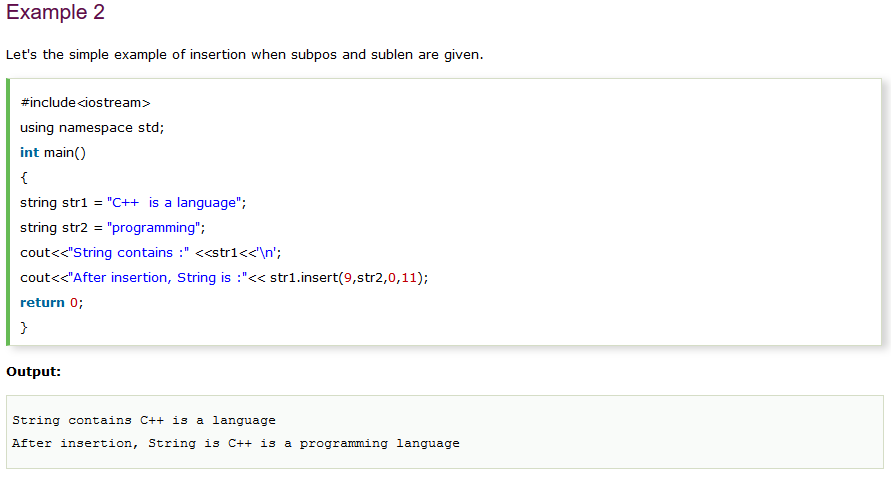 Example 2
Let's the simple example of insertion when subpos and sublen are given.
#include<iostream>
using namespace std;
int main()
{
string str1 = "C++  is a language";
string str2 = "programming";
cout<<"String contains :" <<str1<<'\n';
cout<<"After insertion, String is :"<< str1.insert(9,str2,0,11);
return 0;
}
Output:
String contains C++ is a language
After insertion, String is C++ is a programming language